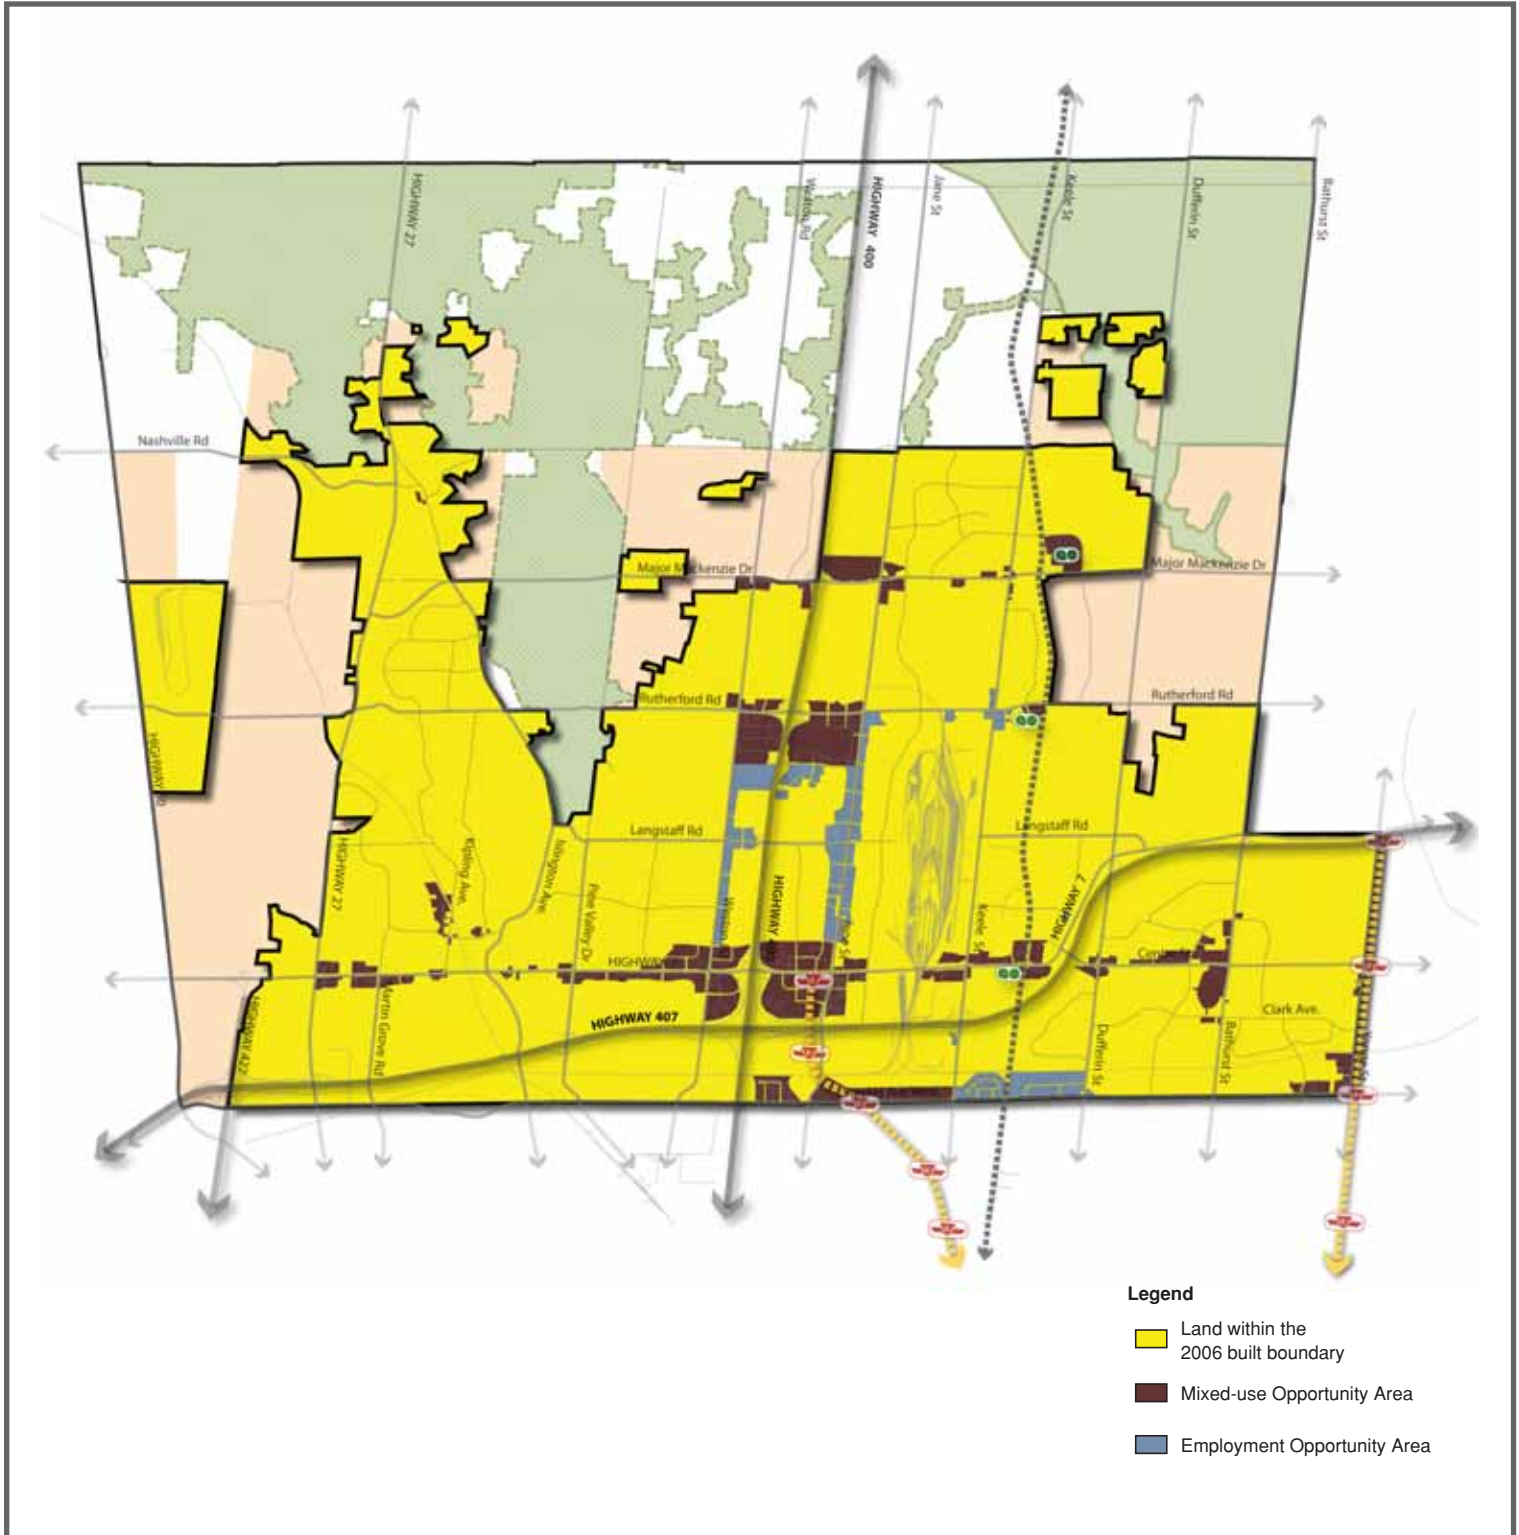 HIGHWAY 27
Weston Rd
HIGHWAY 400
Jane St
Keele St
Dufferin St
Bathurst St
Nashville Rd
Major Mackenzie Dr
Major Mackenzie Dr
Rutherford Rd
Rutherford Rd
HIGHWAY
Langstaff Rd
Langstaff Rd
HIGHWAY 27
Kipling Ave.
Islington Ave.
Pine Valley Dr
HIGHWAY
Keele St
HIGHWAY 7
HIGHWAY
Martin Grove Rd
HIGHWAY 427
HIGHWAY 407
Clark Ave.
Dufferin St
Bathurst St
Legend
Land within the
2006 built boundary
Mixed-use Opportunity Area
Employment Opportunity Area